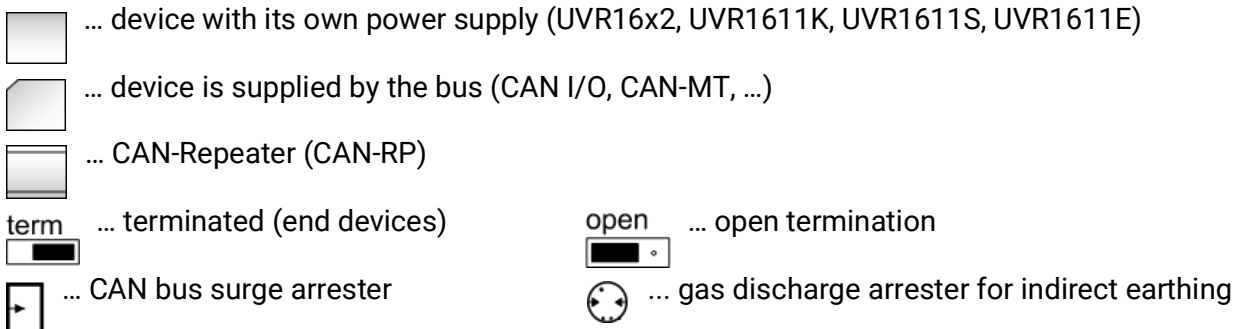 … device with its own power supply (UVR16x2, UVR1611K, UVR1611S, UVR1611E)
… device is supplied by the bus (CAN I/O, CAN-MT, …)
… CAN-Repeater (CAN-RP)
term … terminated (end devices) open … open termination
… CAN bus surge arrester ... gas discharge arrester for indirect earthing